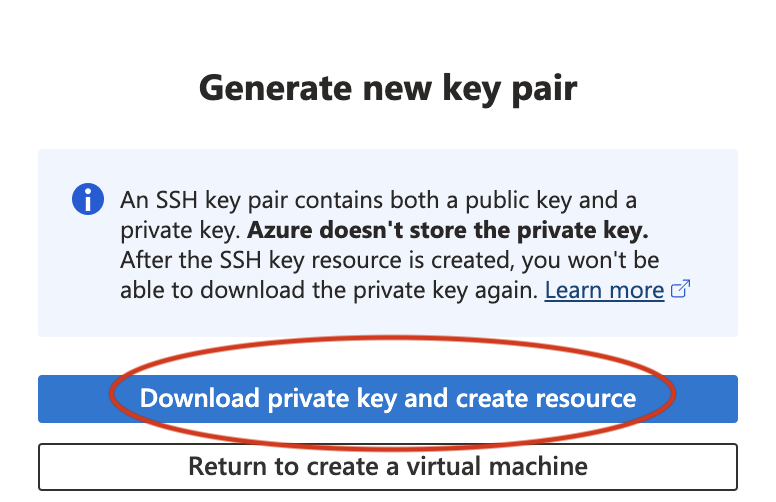 Generate new key pair
An SSH key pair contains both a public key and a
private key. Azure doesn't store the private key.
After the SSH key resource is created, you won't be
able to download the private key again. Learn more
Download private key and create resource
Return to create a virtual machine